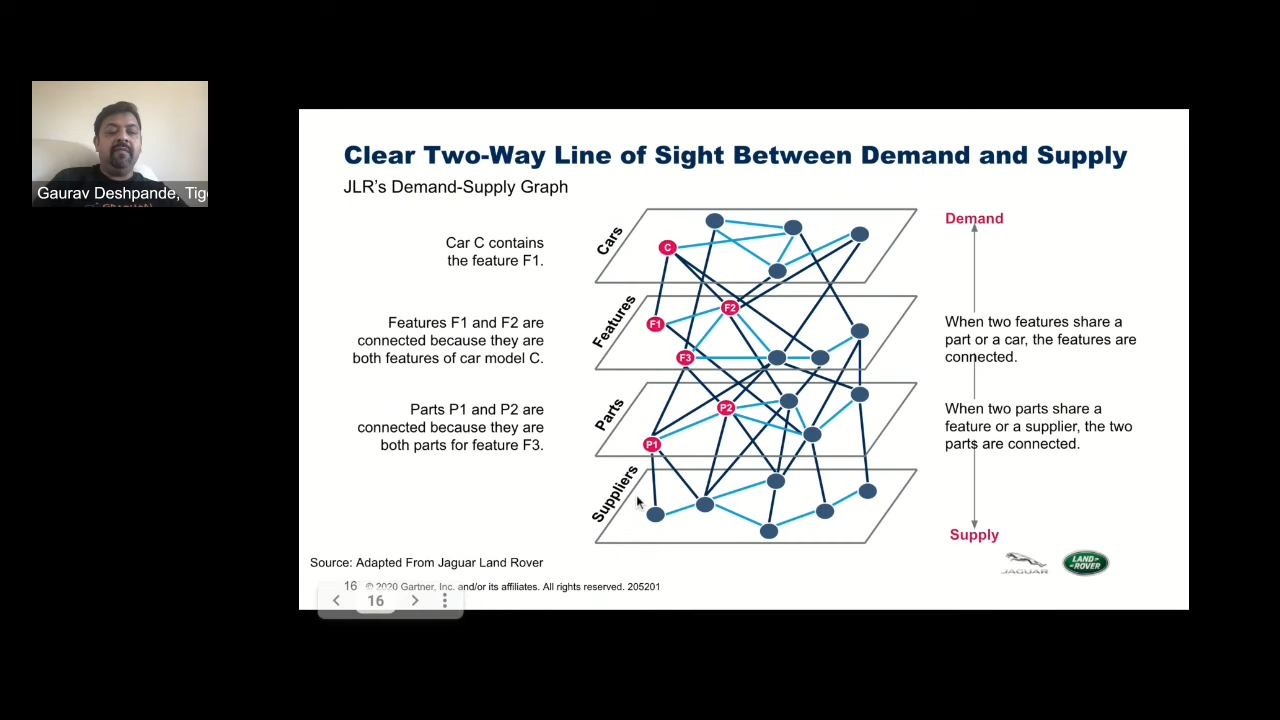 Gaurav Deshpande, Tig
Clear Two-Way Line of Sight Between Demand and Supply
JLR's Demand-Supply Graph
Car C contains
the feature F1.
Features F1 and F2 are
connected because they are
both features of car model C.
Parts P1 and P2 are
connected because they are
both parts for feature F3.
Cars
C
Features
F1
F2
F3
Parts
P1
P2
Suppliers
Demand
When two features share a
part or a car, the features are
connected.
When two parts share a
feature or a supplier, the two
parts are connected.
Supply
JAGUAR
LAND-
ROVER
Source: Adapted From Jaguar Land Rover
16 © 2020 Gartner, Inc. and/or its affiliates. All rights reserved. 205201
16